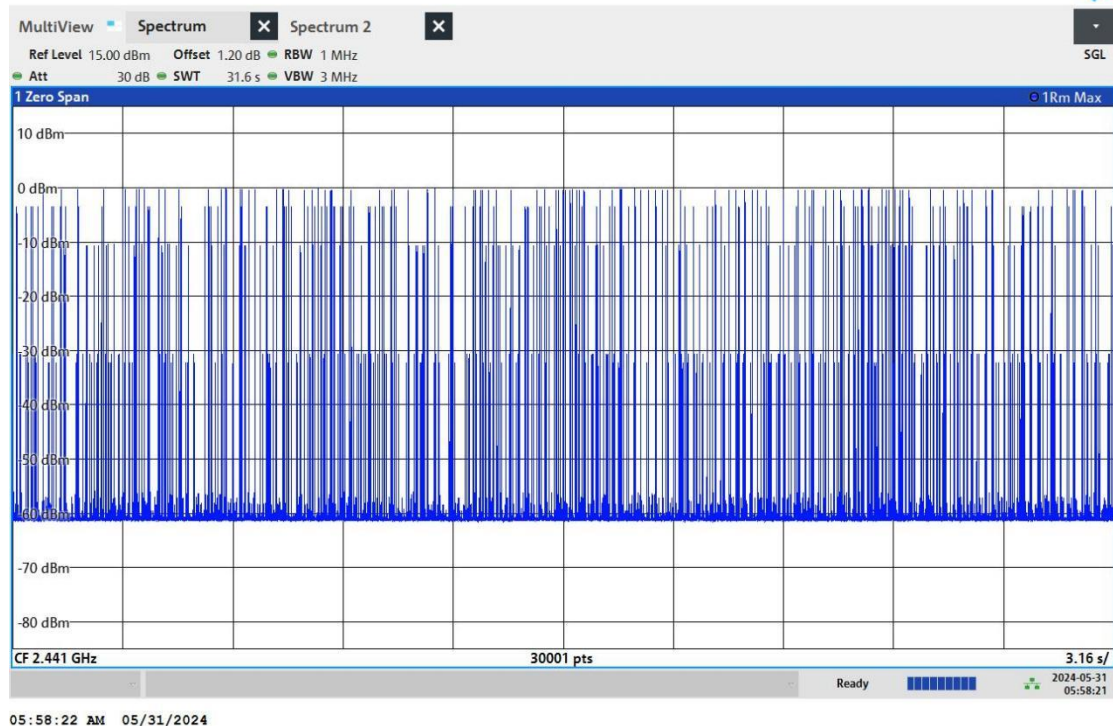 MultiView Spectrum X Spectrum 2 X
Ref Level 15.00 dBm Offset 1.20 dB RBW 1 MHz
SGL
Att 30 dB SWT 31.6 s VBW 3 MHz
1 Zero Span 1Rm Max
10 dBm
0 dBm
-10 dBm
-20 dBm
-30 dBm
-40 dBm
-50 dBm
-60 dBm
-70 dBm
-80 dBm
CF 2.441 GHz 30001 pts 3.16 s/
Ready 2024-05-31
05:58:21
05:58:22 AM 05/31/2024